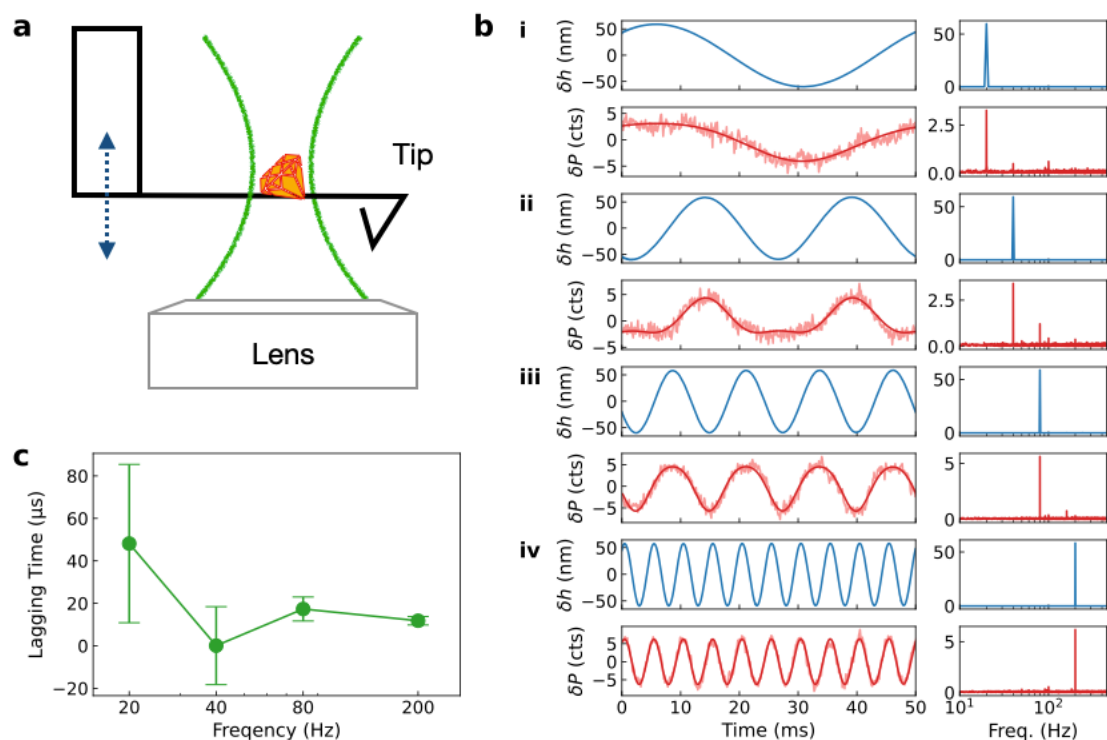 a
Tip
Lens
b
i
δh (nm)
50
0
−50
50
0
δP (cts)
5
0
−5
2.5
0.0
ii
δh (nm)
50
0
−50
50
0
δP (cts)
5
0
−5
2.5
0.0
iii
δh (nm)
50
0
−50
50
0
δP (cts)
5
0
−5
5
0
iv
δh (nm)
50
0
−50
50
0
δP (cts)
5
0
−5
5
0
0 10 20 30 40 50
Time (ms)
10¹ 10²
Freq. (Hz)
c
Lagging Time (µs)
80
60
40
20
0
−20
20 40 80 200
Freqency (Hz)